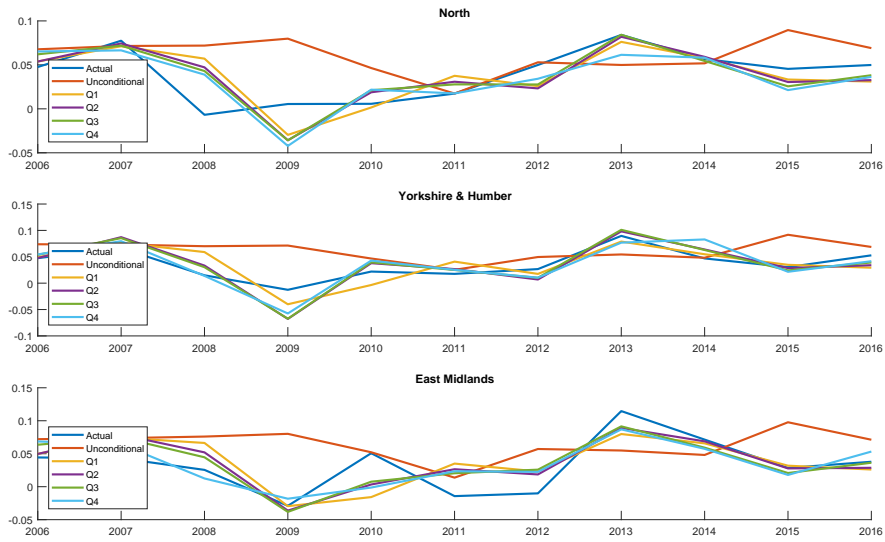 North
0.1
0.05
0
-0.05
Actual
Unconditional
Q1
Q2
Q3
Q4
2006 2007 2008 2009 2010 2011 2012 2013 2014 2015 2016
Yorkshire & Humber
0.15
0.1
0.05
0
-0.05
-0.1
Actual
Unconditional
Q1
Q2
Q3
Q4
2006 2007 2008 2009 2010 2011 2012 2013 2014 2015 2016
East Midlands
0.15
0.1
0.05
0
-0.05
Actual
Unconditional
Q1
Q2
Q3
Q4
2006 2007 2008 2009 2010 2011 2012 2013 2014 2015 2016